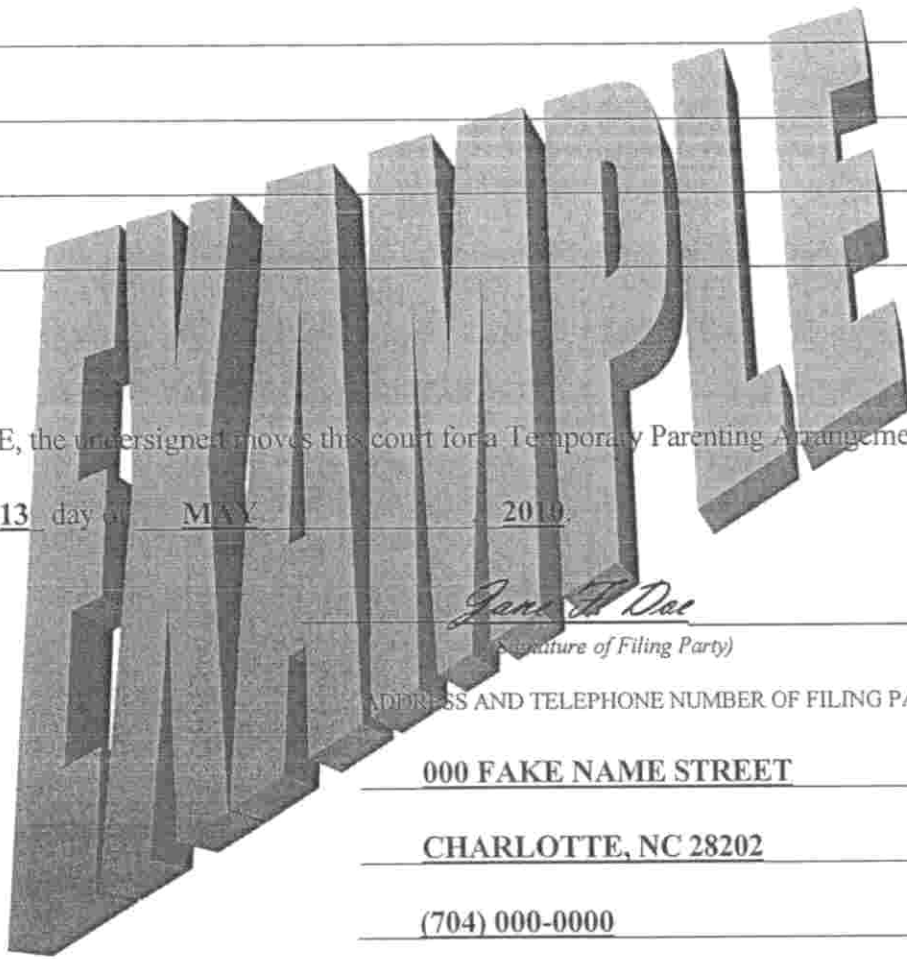 EXAMPLE
E, the undersigned moves this court for a Temporary Parenting Arrangeme
13 day of MAY 2010.
Jane F. Doe
(Signature of Filing Party)
ADDRESS AND TELEPHONE NUMBER OF FILING PA
000 FAKE NAME STREET
CHARLOTTE, NC 28202
(704) 000-0000